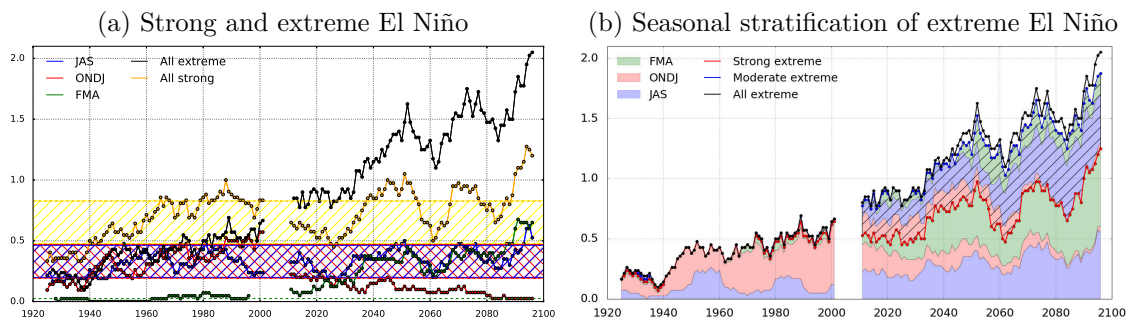 (a) Strong and extreme El Niño
2.0
1.5
1.0
0.5
0.0
JAS
ONDJ
FMA
All extreme
All strong
1920 1940 1960 1980 2000 2020 2040 2060 2080 2100
(b) Seasonal stratification of extreme El Niño
2.0
1.5
1.0
0.5
0.0
FMA
ONDJ
JAS
Strong extreme
Moderate extreme
All extreme
1920 1940 1960 1980 2000 2020 2040 2060 2080 2100